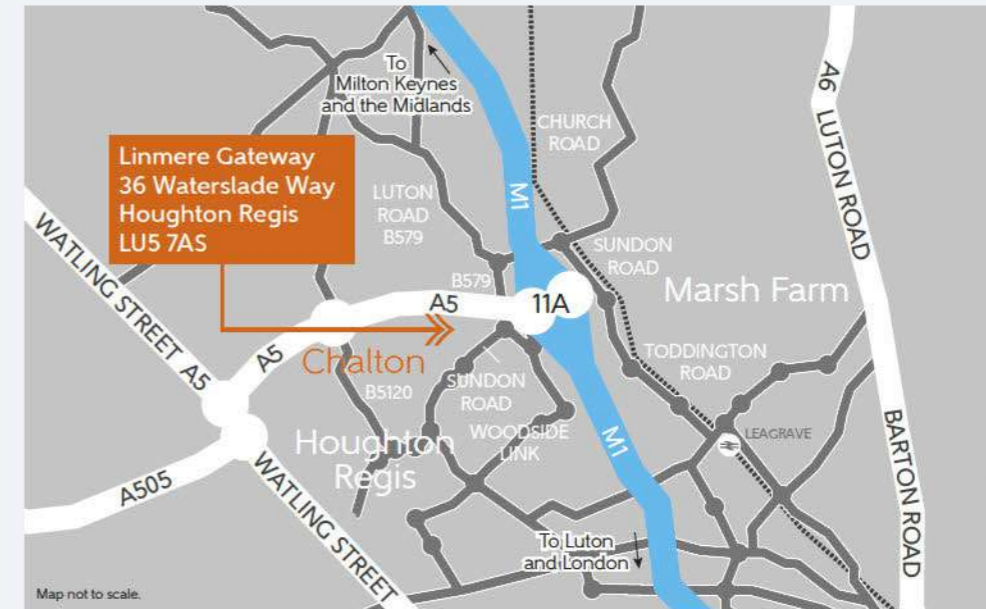 To
Milton Keynes
and the Midlands
CHURCH
ROAD
A6
LUTON ROAD
Linmere Gateway
36 Waterslade Way
Houghton Regis
LU5 7AS
LUTON
ROAD
B579
M1
WATLING STREET
A5
SUNDON
ROAD
B579
Marsh Farm
A5
11A
A5
Chalton
TODDINGTON
ROAD
B5120
SUNDON
ROAD
WOODSIDE
LINK
M1
LEAGRAVE
BARTON ROAD
Houghton
Regis
A505
WATLING STREET
To Luton
and London
Map not to scale.